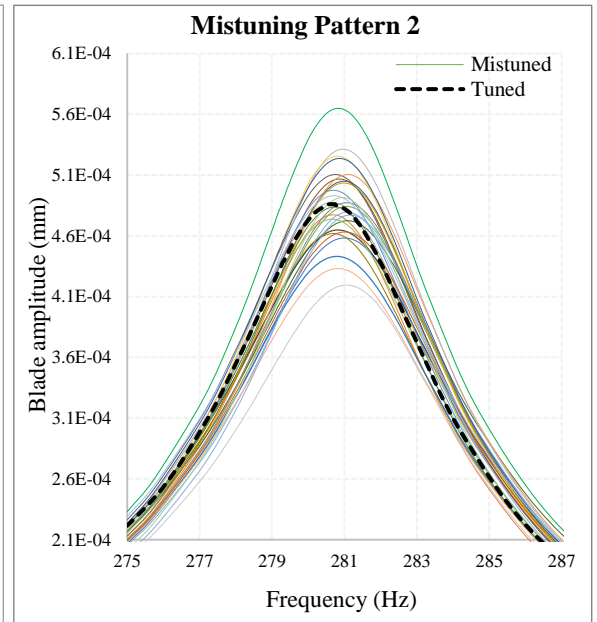 Mistuning Pattern 2
6.1E-04
5.6E-04
5.1E-04
4.6E-04
4.1E-04
3.6E-04
3.1E-04
2.6E-04
2.1E-04
Blade amplitude (mm)
Mistuned
Tuned
275 277 279 281 283 285 287
Frequency (Hz)